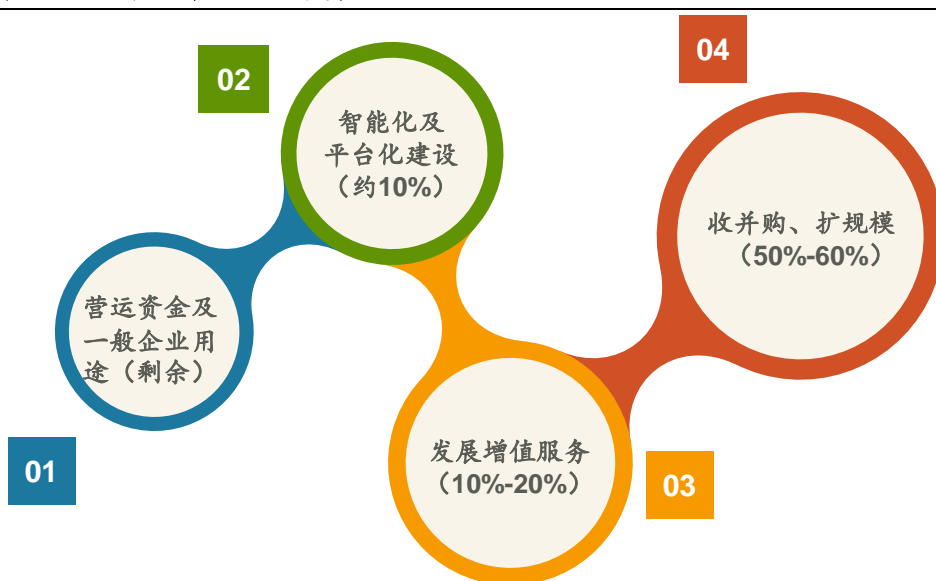 01
营运资金及
一般企业用
途（剩余）
02
智能化及
平台化建设
（约10%）
03
发展增值服务
（10%-20%）
04
收并购、扩规模
（50%-60%）